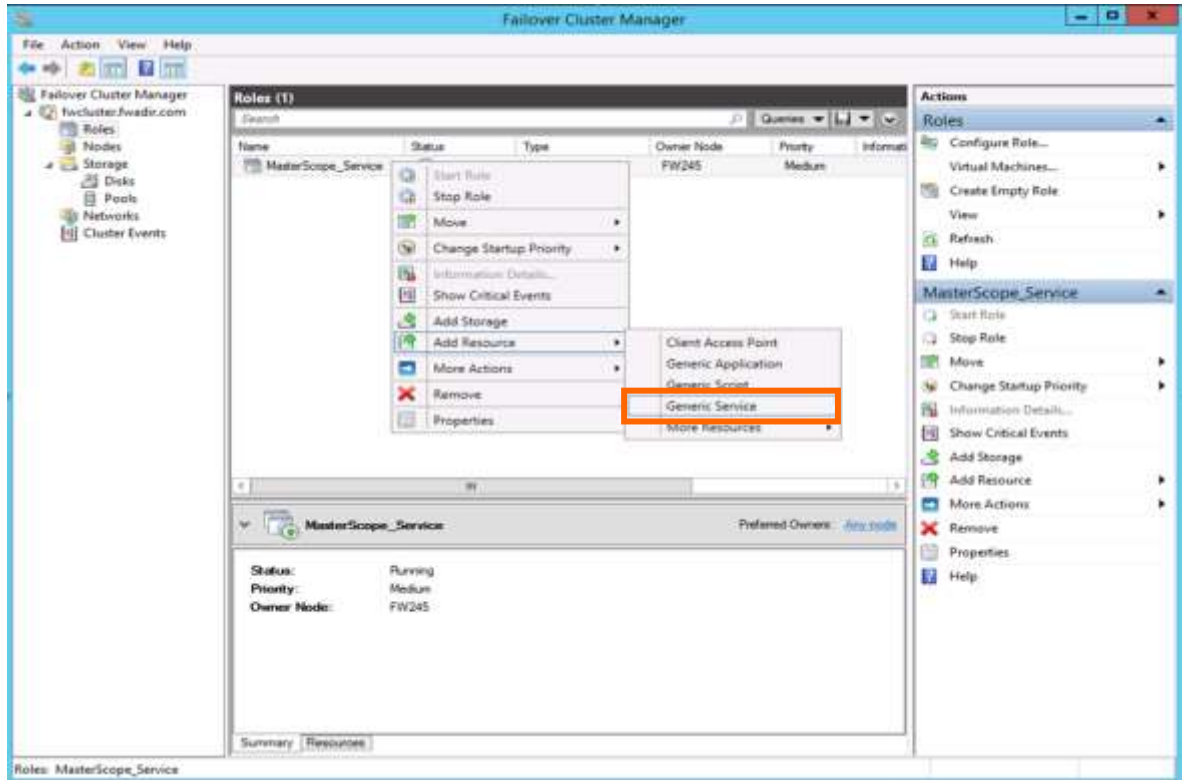 Failover Cluster Manager
File Action View Help
Failover Cluster Manager
fwcluster.fwadir.com
Roles
Nodes
Storage
Disks
Pools
Networks
Cluster Events
Roles (1)
Search
Queries
Name Status Type Owner Node Priority Informati
MasterScope_Service FW245 Medium
Start Role
Stop Role
Move
Change Startup Priority
Information Details...
Show Critical Events
Add Storage
Add Resource
More Actions
Remove
Properties
Client Access Point
Generic Application
Generic Script
Generic Service
More Resources
MasterScope_Service Preferred Owners: Any node
Status: Running
Priority: Medium
Owner Node: FW245
Summary Resources
Actions
Roles
Configure Role...
Virtual Machines...
Create Empty Role
View
Refresh
Help
MasterScope_Service
Start Role
Stop Role
Move
Change Startup Priority
Information Details...
Show Critical Events
Add Storage
Add Resource
More Actions
Remove
Properties
Help
Roles: MasterScope_Service